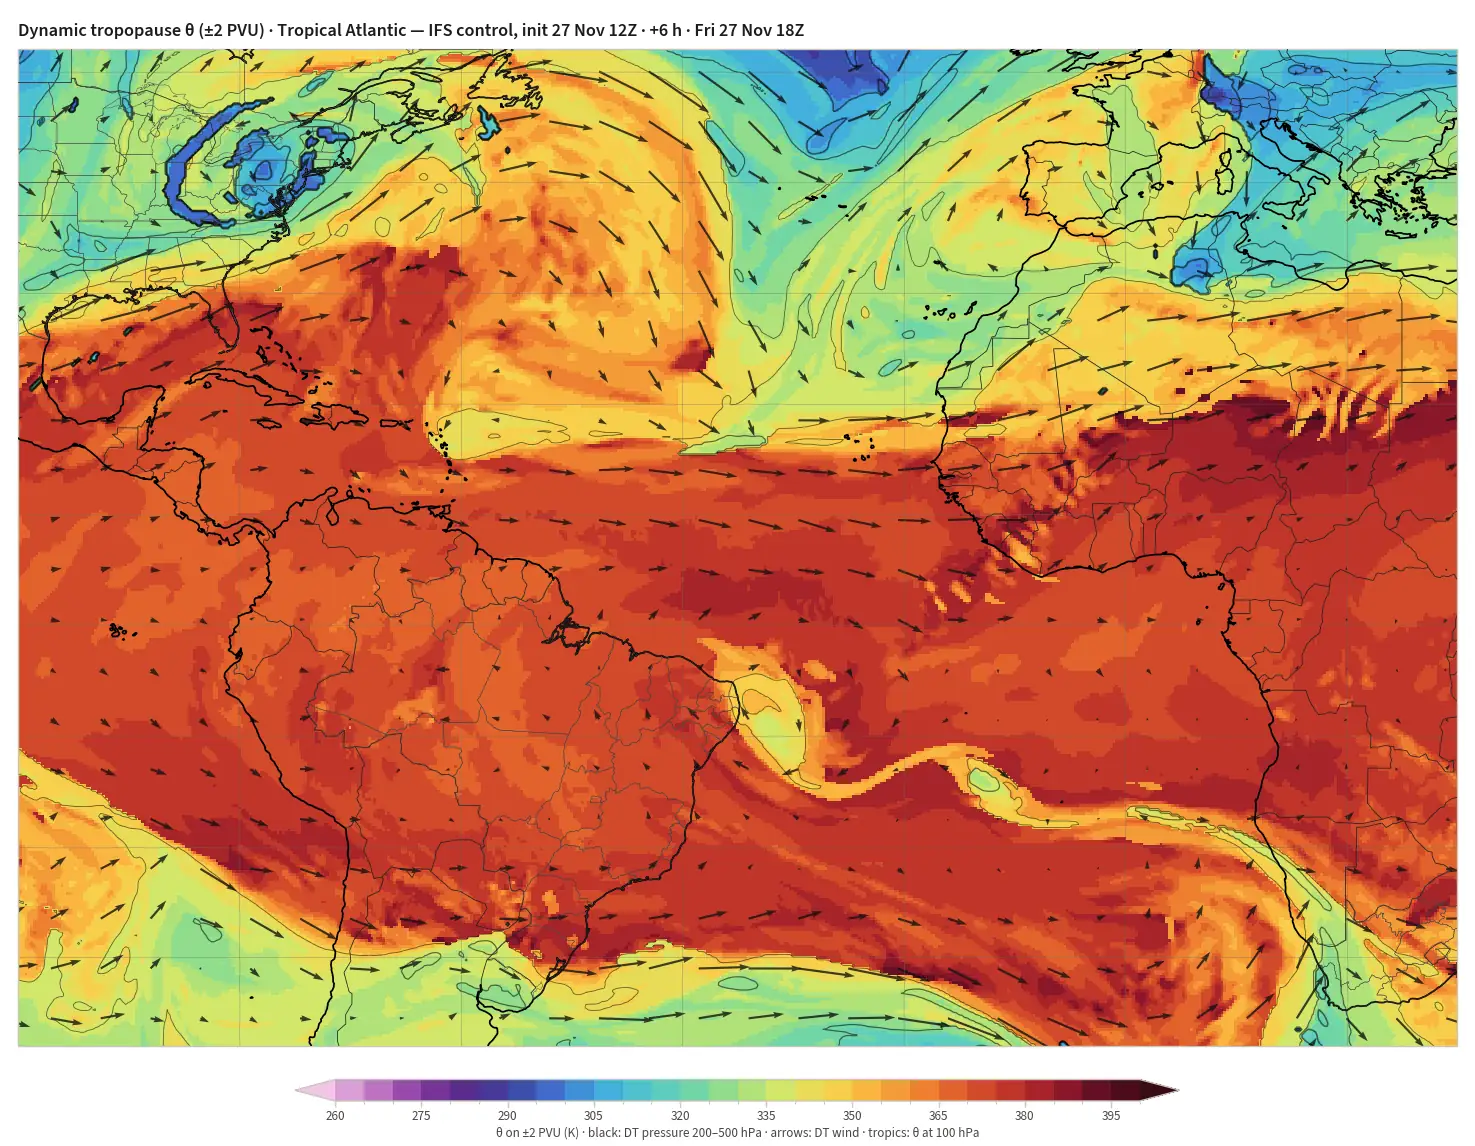 Dynamic tropopause θ (±2 PVU) · Tropical Atlantic — IFS control, init 27 Nov 12Z · +6 h · Fri 27 Nov 18Z
260 275 290 305 320 335 350 365 380 395
θ on ±2 PVU (K) · black: DT pressure 200–500 hPa · arrows: DT wind · tropics: θ at 100 hPa